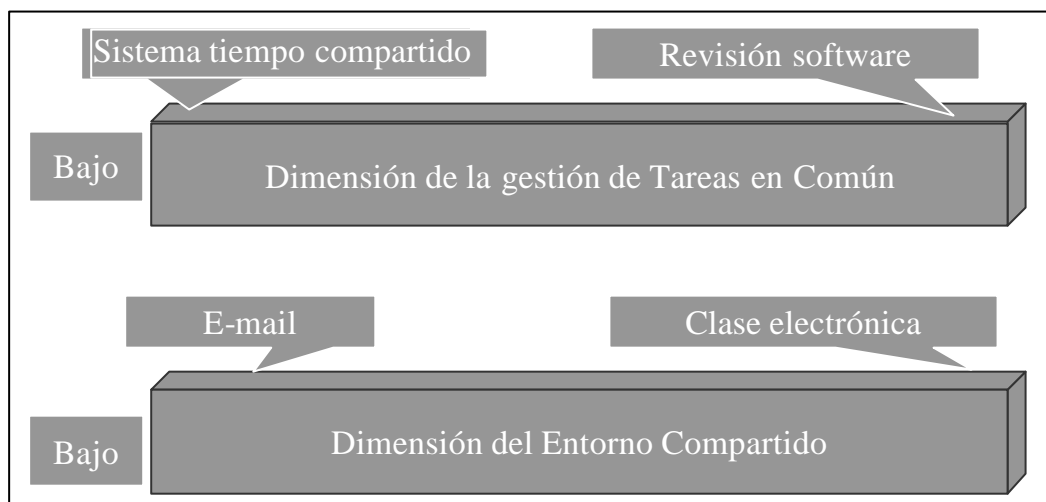 Sistema tiempo compartido
Revisión software
Bajo
Dimensión de la gestión de Tareas en Común
E-mail
Clase electrónica
Bajo
Dimensión del Entorno Compartido